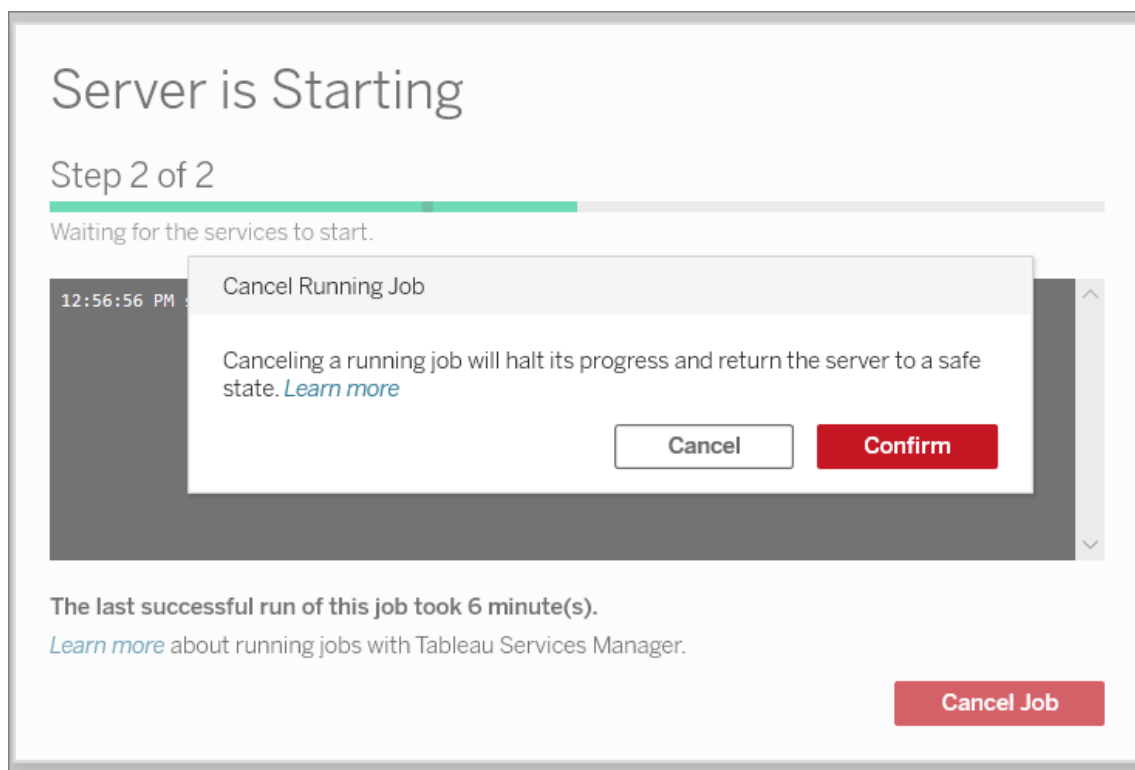 Server is Starting
Step 2 of 2
Waiting for the services to start.
12:56:56 PM
Cancel Running Job
Canceling a running job will halt its progress and return the server to a safe
state. Learn more
Cancel Confirm
The last successful run of this job took 6 minute(s).
Learn more about running jobs with Tableau Services Manager.
Cancel Job